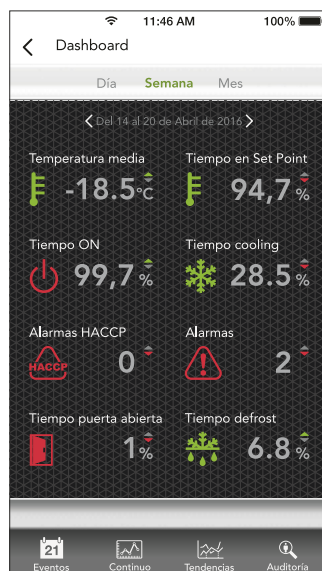 11:46 AM 100%
Dashboard
Día Semana Mes
Del 14 al 20 de Abril de 2016
Temperatura media Tiempo en Set Point
-18.5°C 94,7 %
Tiempo ON Tiempo cooling
99,7 % 28.5 %
Alarmas HACCP Alarmas
HACCP 0 2
Tiempo puerta abierta Tiempo defrost
1% 6.8 %
21
Eventos Continuo Tendencias Auditoría